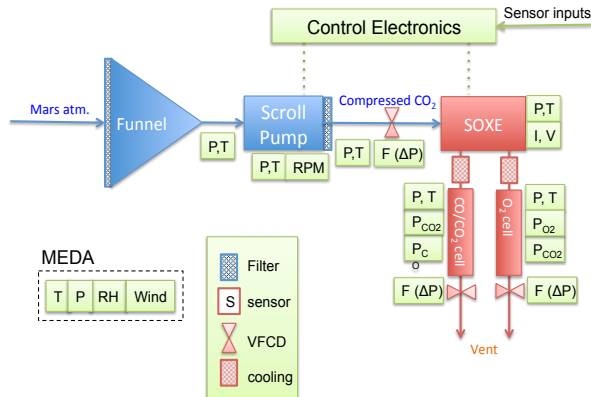 Control Electronics
Sensor inputs
Mars atm.
Funnel
P,T
Scroll
Pump
P,T
RPM
Compressed CO2
P,T
F (ΔP)
SOXE
P,T
I, V
P, T
PCO2
P C
O
CO/CO2 cell
O2 cell
P, T
PO2
PCO2
F (ΔP)
F (ΔP)
Vent
MEDA
T P RH Wind
Filter
S sensor
VFCD
cooling